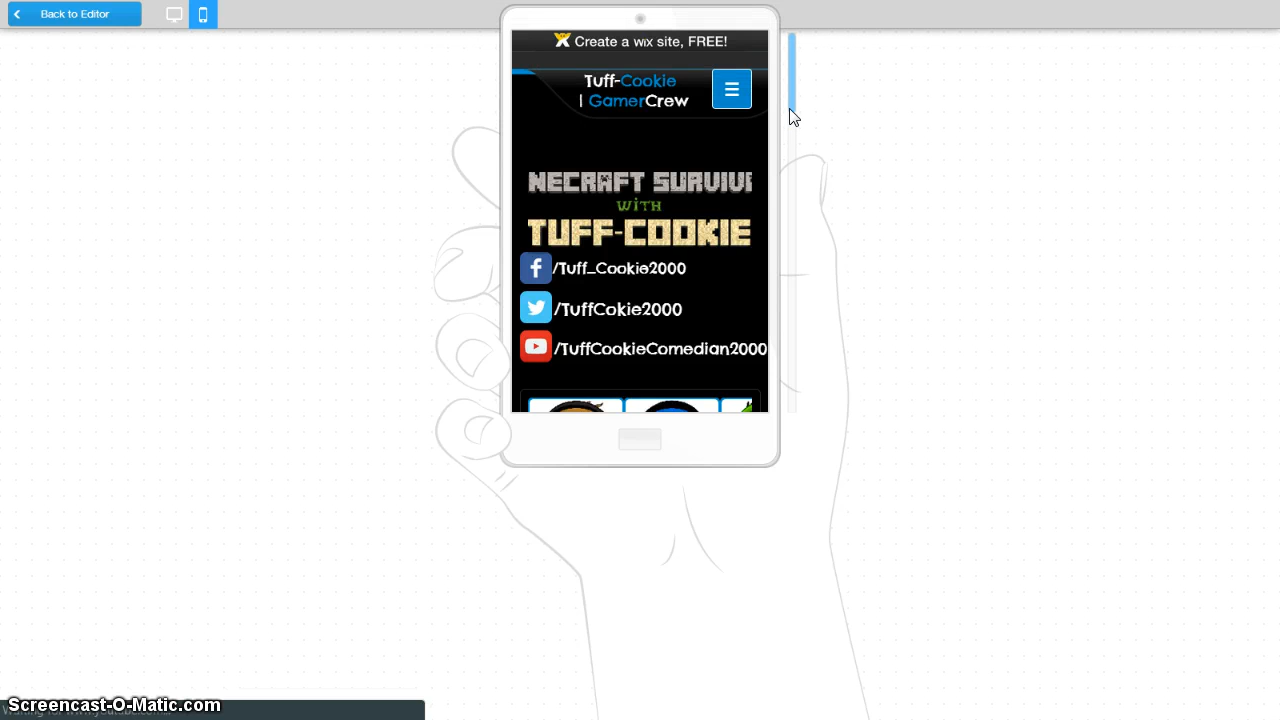 Back to Editor
Create a WiX site, FREE!
Tuff-Cookie
| GamerCrew
NECRAFT SURVIV
WITH
TUFF-COOKIE
/Tuff_Cookie2000
/TuffCokie2000
/TuffCookieComedian2000
Screencast-O-Matic.com